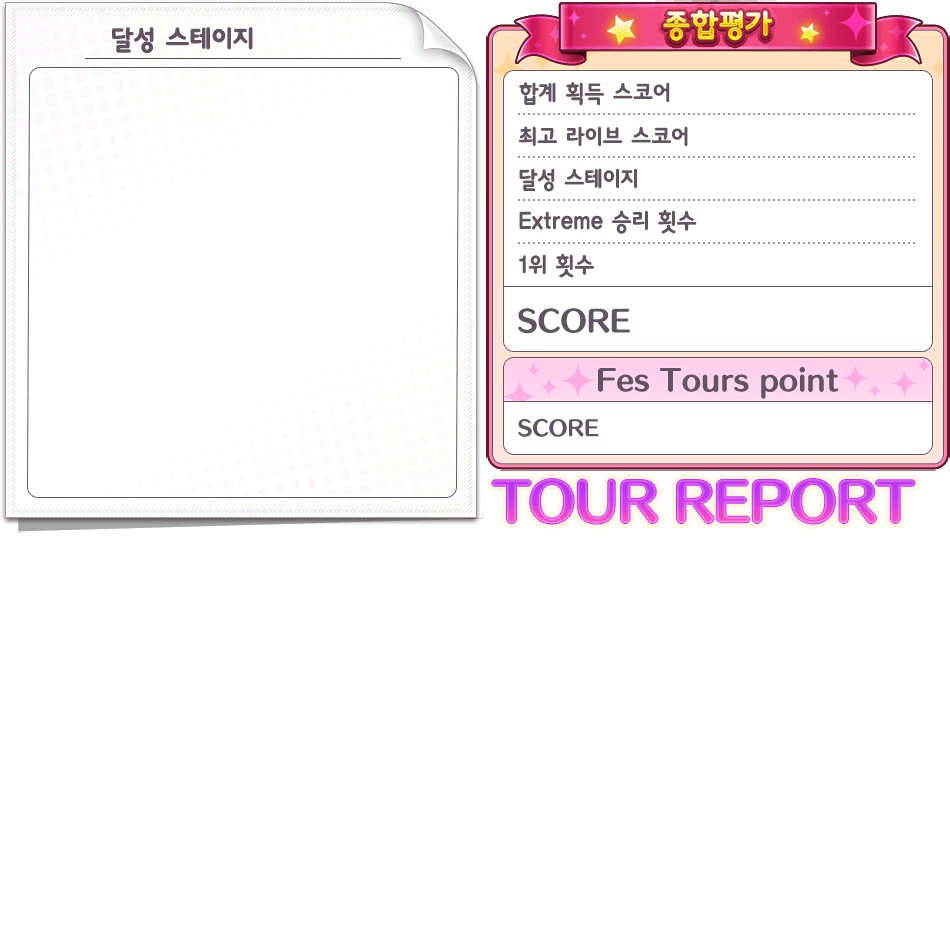 달성 스테이지
종합평가
합계 획득 스코어
최고 라이브 스코어
달성 스테이지
Extreme 승리 횟수
1위 횟수
SCORE
Fes Tours point
SCORE
TOUR REPORT